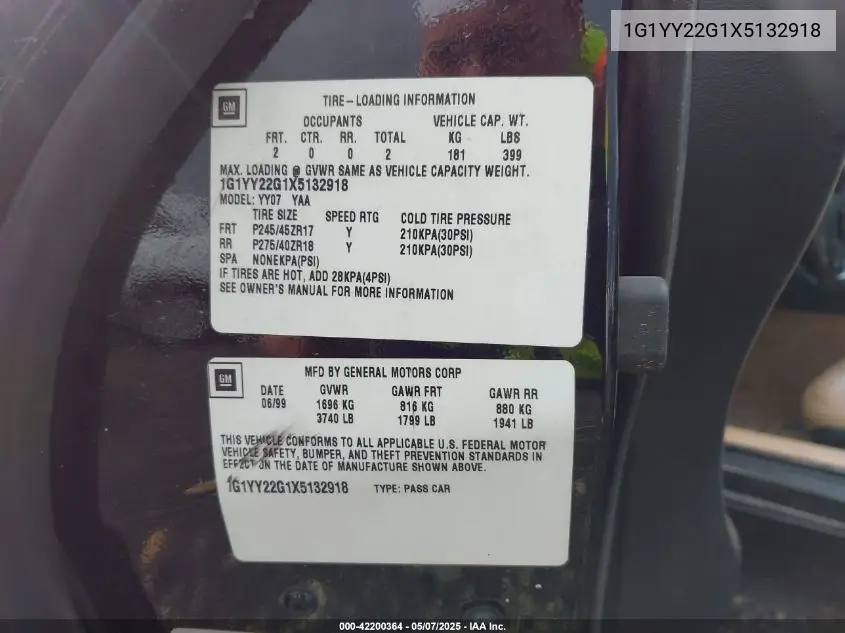 1G1YY22G1X5132918
GM
TIRE-LOADING INFORMATION
OCCUPANTS VEHICLE CAP. WT.
FRT. CTR. RR. TOTAL KG LBS
2 0 0 2 181 399
MAX. LOADING @ GVWR SAME AS VEHICLE CAPACITY WEIGHT.
1G1YY22G1X5132918
MODEL: YY07 YAA
TIRE SIZE SPEED RTG COLD TIRE PRESSURE
FRT P245/45ZR17 Y 210KPA(30PSI)
RR P275/40ZR18 Y 210KPA(30PSI)
SPA NONEKPA(PSI)
IF TIRES ARE HOT, ADD 28KPA(4PSI)
SEE OWNER'S MANUAL FOR MORE INFORMATION
GM
MFD BY GENERAL MOTORS CORP
DATE GVWR GAWR FRT GAWR RR
06/99 1696 KG 816 KG 880 KG
3740 LB 1799 LB 1941 LB
THIS VEHICLE CONFORMS TO ALL APPLICABLE U.S. FEDERAL MOTOR
VEHICLE SAFETY, BUMPER, AND THEFT PREVENTION STANDARDS IN
EFFECT ON THE DATE OF MANUFACTURE SHOWN ABOVE.
1G1YY22G1X5132918 TYPE: PASS CAR
000-42200364 - 05/07/2025 - IAA Inc.